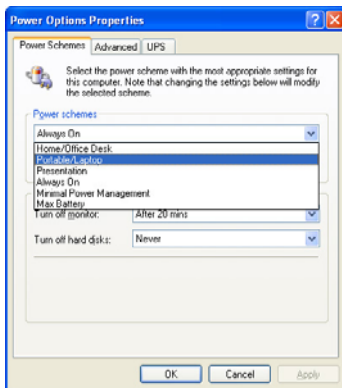 Power Options Properties
Power Schemes Advanced UPS
Select the power scheme with the most appropriate settings for
this computer. Note that changing the settings below will modify
the selected scheme.
Power schemes
Always On
Home/Office Desk
Portable/Laptop
Presentation
Always On
Minimal Power Management
Max Battery
Turn off monitor: After 20 mins
Turn off hard disks: Never
OK Cancel Apply